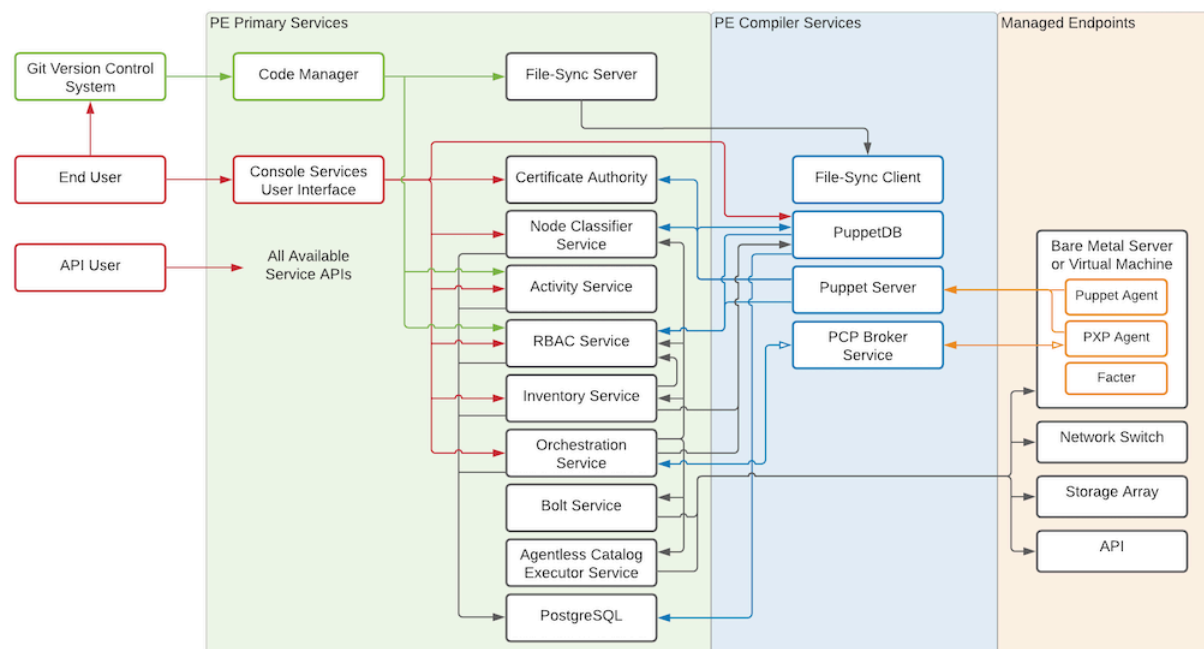 PE Primary Services
PE Compiler Services
Managed Endpoints
Git Version Control
System
Code Manager
File-Sync Server
End User
Console Services
User Interface
Certificate Authority
File-Sync Client
API User
All Available
Service APIs
Node Classifier
Service
PuppetDB
Bare Metal Server
or Virtual Machine
Activity Service
Puppet Server
Puppet Agent
RBAC Service
PCP Broker
Service
PXP Agent
Facter
Inventory Service
Orchestration
Service
Network Switch
Bolt Service
Storage Array
Agentless Catalog
Executor Service
API
PostgreSQL